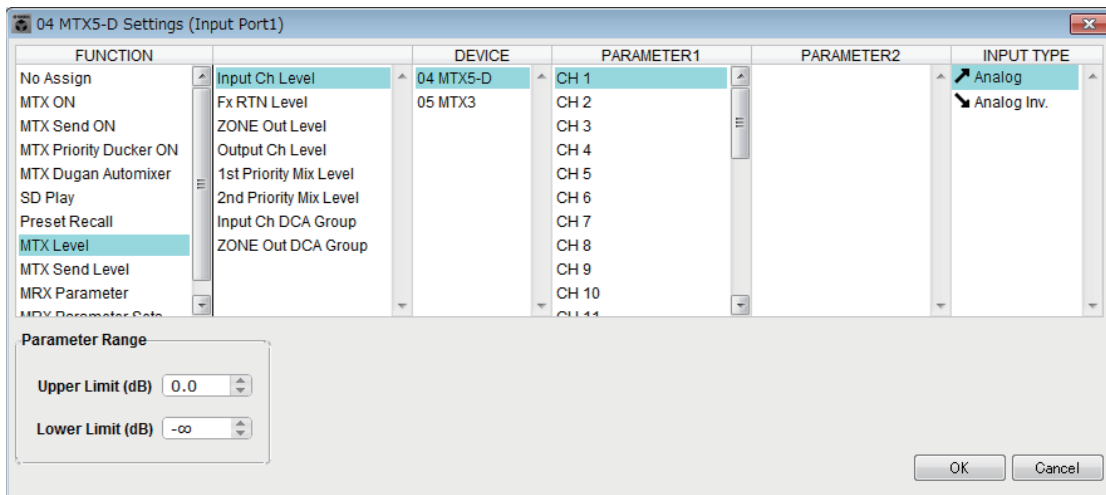 04 MTX5-D Settings (Input Port1)
FUNCTION DEVICE PARAMETER1 PARAMETER2 INPUT TYPE
No Assign Input Ch Level 04 MTX5-D CH 1 Analog
MTX ON Fx RTN Level 05 MTX3 CH 2 Analog Inv.
MTX Send ON ZONE Out Level CH 3
MTX Priority Ducker ON Output Ch Level CH 4
MTX Dugan Automixer 1st Priority Mix Level CH 5
SD Play 2nd Priority Mix Level CH 6
Preset Recall Input Ch DCA Group CH 7
MTX Level ZONE Out DCA Group CH 8
MTX Send Level CH 9
MRX Parameter CH 10
MRX Parameter Sets CH 11
Parameter Range
Upper Limit (dB) 0.0
Lower Limit (dB) -∞
OK Cancel